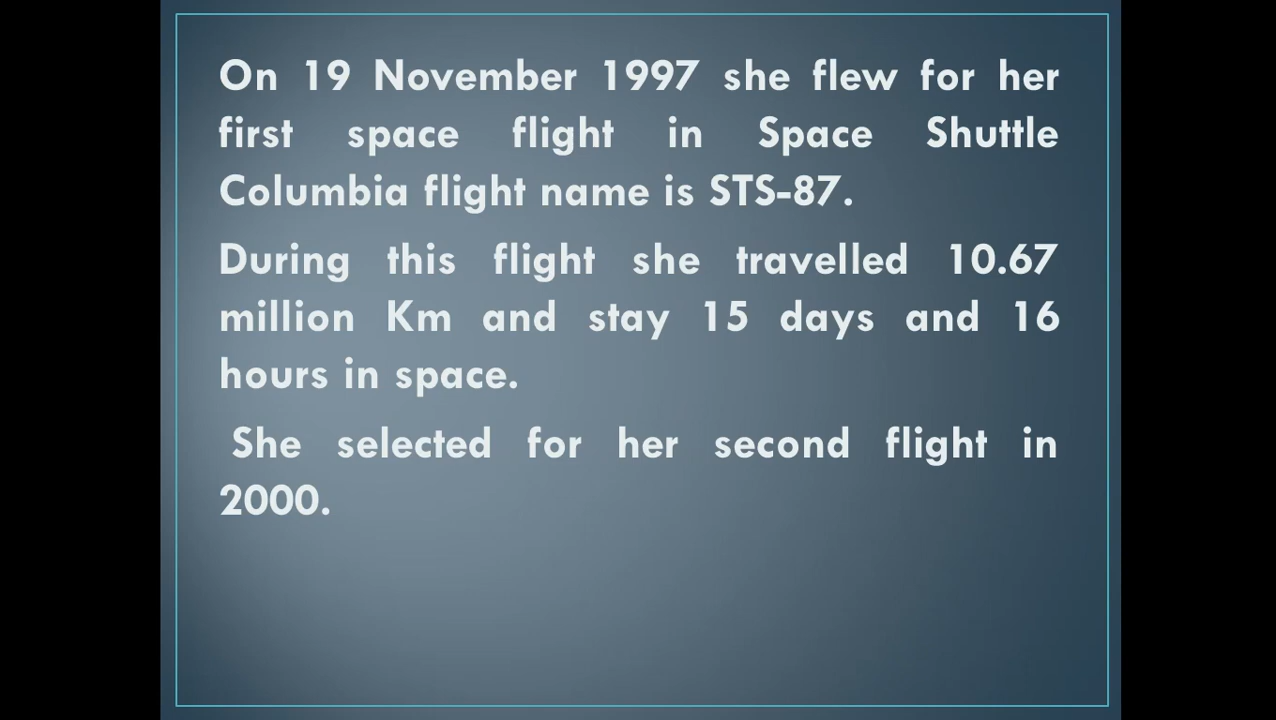 On 19 November 1997 she flew for her
first space flight in Space Shuttle
Columbia flight name is STS-87.
During this flight she travelled 10.67
million Km and stay 15 days and 16
hours in space.
She selected for her second flight in
2000.